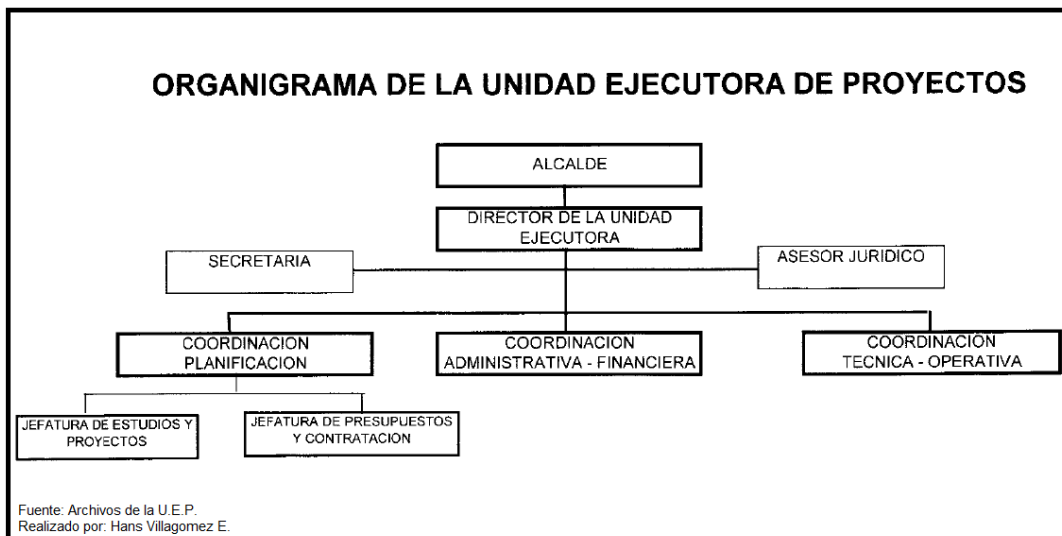 ORGANIGRAMA DE LA UNIDAD EJECUTORA DE PROYECTOS
ALCALDE
DIRECTOR DE LA UNIDAD
EJECUTORA
SECRETARIA
ASESOR JURIDICO
COORDINACION
PLANIFICACION
COORDINACION
ADMINISTRATIVA - FINANCIERA
COORDINACION
TECNICA - OPERATIVA
JEFATURA DE ESTUDIOS Y
PROYECTOS
JEFATURA DE PRESUPUESTOS
Y CONTRATACION
Fuente: Archivos de la U.E.P.
Realizado por: Hans Villagomez E.